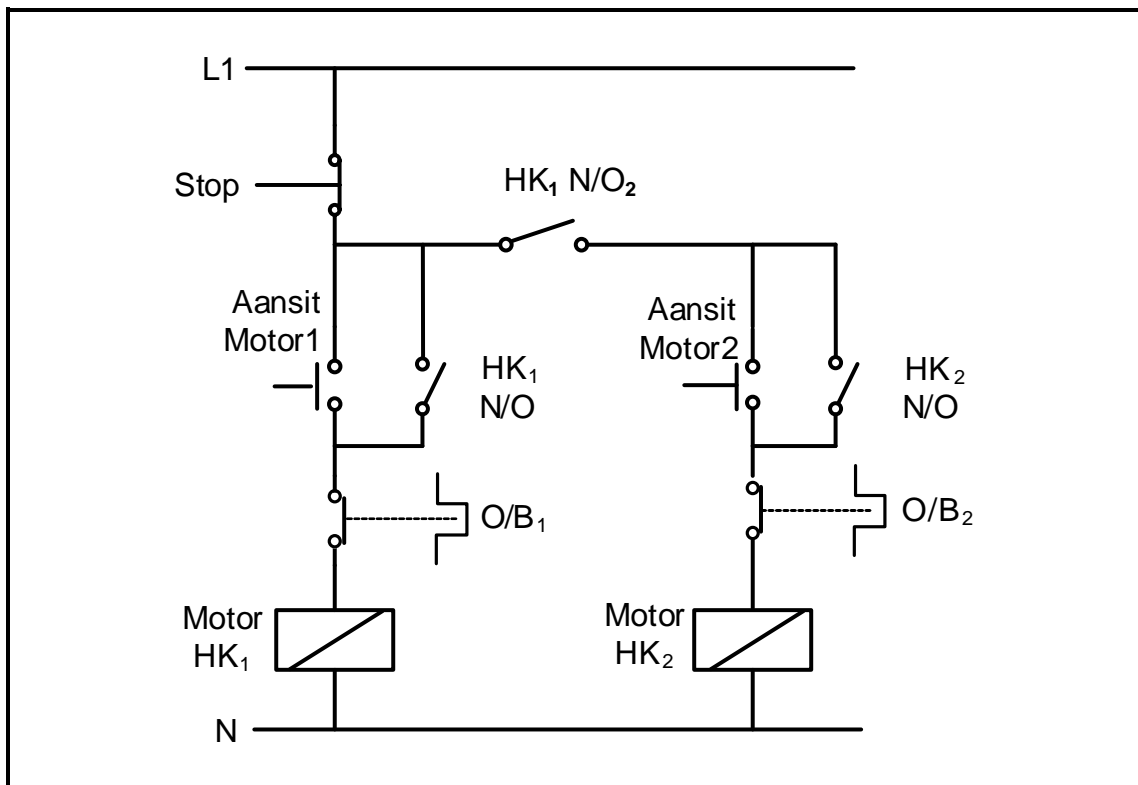 L1
Stop
HK₁ N/O₂
Aansit
Motor1
HK₁
N/O
Aansit
Motor2
HK₂
N/O
O/B₁
O/B₂
Motor
HK₁
Motor
HK₂
N